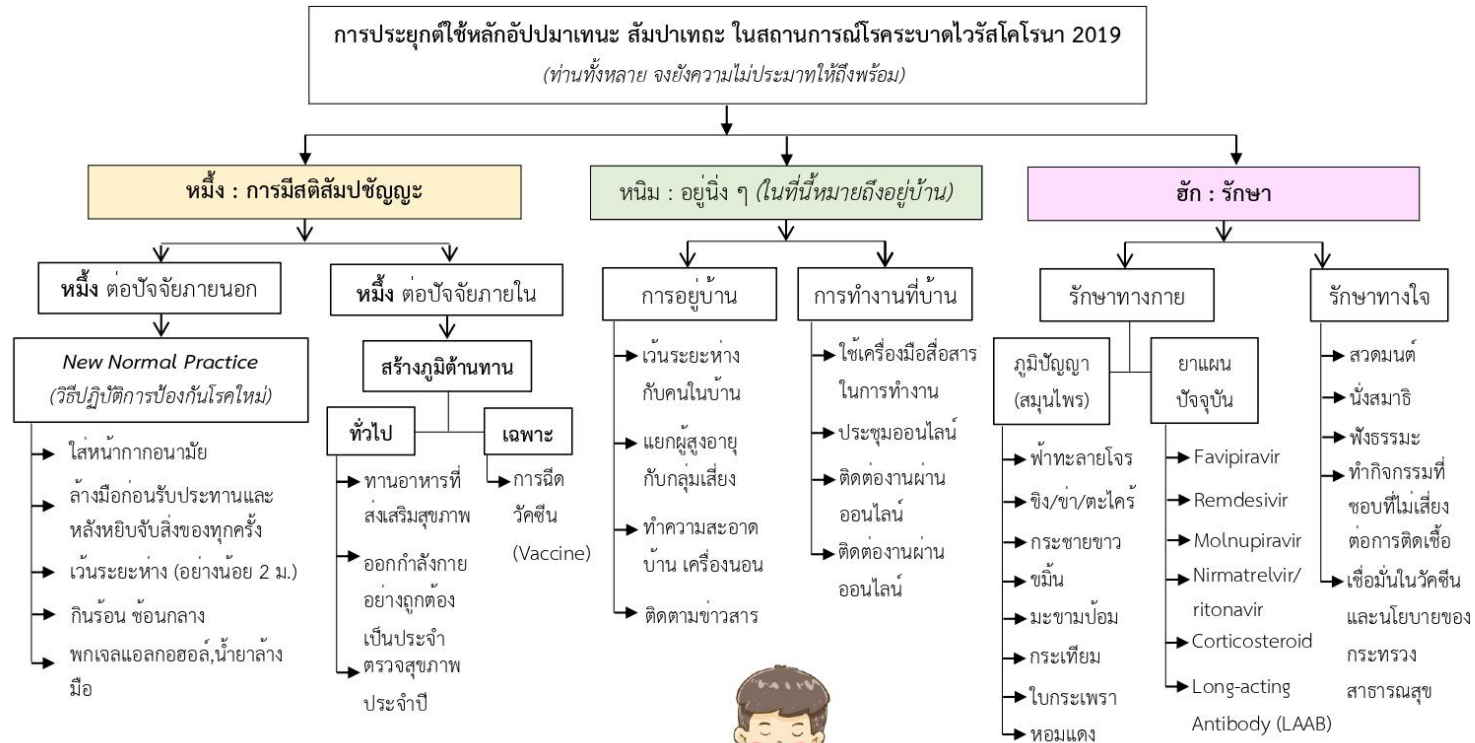 การประยุกต์ใช้หลักอัปปมาเทนะ สัมปาเทถะ ในสถานการณ์โรคระบาดไวรัสโคโรนา 2019
(ท่านทั้งหลาย จงยังความไม่ประมาทให้ถึงพร้อม)
หมึ้ง : การมีสติสัมปชัญญะ
หมึ้ง ต่อปัจจัยภายนอก
New Normal Practice
(วิธีปฏิบัติการป้องกันโรคใหม่)
ใส่หน้ากากอนามัย
ล้างมือก่อนรับประทานและ
หลังหยิบจับสิ่งของทุกครั้ง
เว้นระยะห่าง (อย่างน้อย 2 ม.)
กินร้อน ช้อนกลาง
พกเจลแอลกอฮอล์,น้ำยาล้าง
มือ
หมึ้ง ต่อปัจจัยภายใน
สร้างภูมิต้านทาน
ทั่วไป
ทานอาหารที่
ส่งเสริมสุขภาพ
ออกกำลังกาย
อย่างถูกต้อง
เป็นประจำ
ตรวจสุขภาพ
ประจำปี
เฉพาะ
การฉีด
วัคซีน
(Vaccine)
หนิม : อยู่นิ่ง ๆ (ในที่นี้หมายถึงอยู่บ้าน)
การอยู่บ้าน
เว้นระยะห่าง
กับคนในบ้าน
แยกผู้สูงอายุ
กับกลุ่มเสี่ยง
ทำความสะอาด
บ้าน เครื่องนอน
ติดตามข่าวสาร
การทำงานที่บ้าน
ใช้เครื่องมือสื่อสาร
ในการทำงาน
ประชุมออนไลน์
ติดต่องานผ่าน
ออนไลน์
ติดต่องานผ่าน
ออนไลน์
ฮัก : รักษา
รักษาทางกาย
ภูมิปัญญา
(สมุนไพร)
ฟ้าทะลายโจร
ขิง/ข่า/ตะไคร้
กระชายขาว
ขมิ้น
มะขามป้อม
กระเทียม
ใบกระเพรา
หอมแดง
ยาแผน
ปัจจุบัน
Favipiravir
Remdesivir
Molnupiravir
Nirmatrelvir/
ritonavir
Corticosteroid
Long-acting
Antibody (LAAB)
รักษาทางใจ
สวดมนต์
นั่งสมาธิ
ฟังธรรมะ
ทำกิจกรรมที่
ชอบที่ไม่เสี่ยง
ต่อการติดเชื้อ
เชื่อมั่นในวัคซีน
และนโยบายของ
กระทรวง
สาธารณสุข